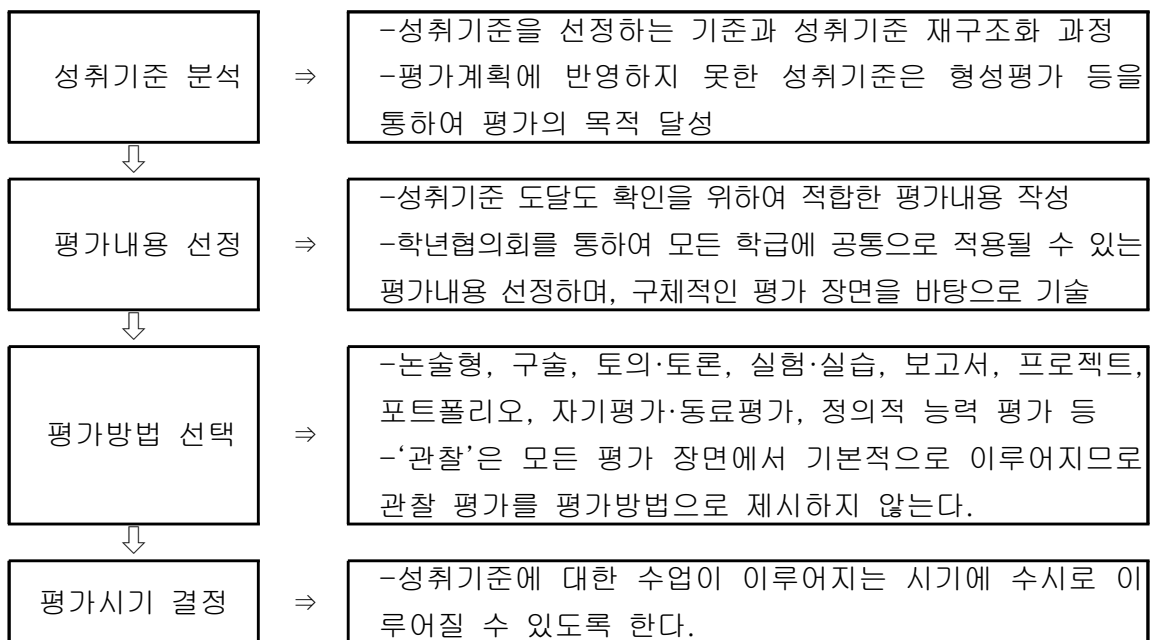 성취기준 분석
⇒
-성취기준을 선정하는 기준과 성취기준 재구조화 과정
-평가계획에 반영하지 못한 성취기준은 형성평가 등을
통하여 평가의 목적 달성
⇩
평가내용 선정
⇒
-성취기준 도달도 확인을 위하여 적합한 평가내용 작성
-학년협의회를 통하여 모든 학급에 공통으로 적용될 수 있는
평가내용 선정하며, 구체적인 평가 장면을 바탕으로 기술
⇩
평가방법 선택
⇒
-논술형, 구술, 토의·토론, 실험·실습, 보고서, 프로젝트,
포트폴리오, 자기평가·동료평가, 정의적 능력 평가 등
-‘관찰’은 모든 평가 장면에서 기본적으로 이루어지므로
관찰 평가를 평가방법으로 제시하지 않는다.
⇩
평가시기 결정
⇒
-성취기준에 대한 수업이 이루어지는 시기에 수시로 이
루어질 수 있도록 한다.